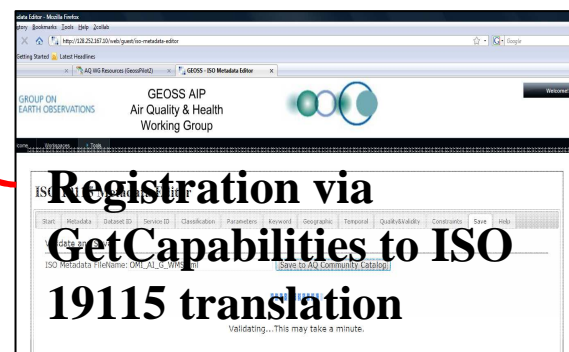 adata Editor - Mozilla Firefox
Bookmarks Tools Help 2collab
http://128.252.167.10/web/guest/iso-metadata-editor
Google
Getting Started Latest Headlines
AQ WG Resources (GeossPilot2)
GEOSS - ISO Metadata Editor
GROUP ON
EARTH OBSERVATIONS
GEOSS AIP
Air Quality & Health
Working Group
Welcome
Workspaces Tools
Registration via
GetCapabilities to ISO
19115 translation
Start Metadata Dataset ID Service ID Classification Parameters Keyword Geographic Temporal Quality&Validity Constraints Save Help
ISO Metadata FileName: OMI_AI_G_WMS
Save to AQ Community Catalog
Validating...This may take a minute.